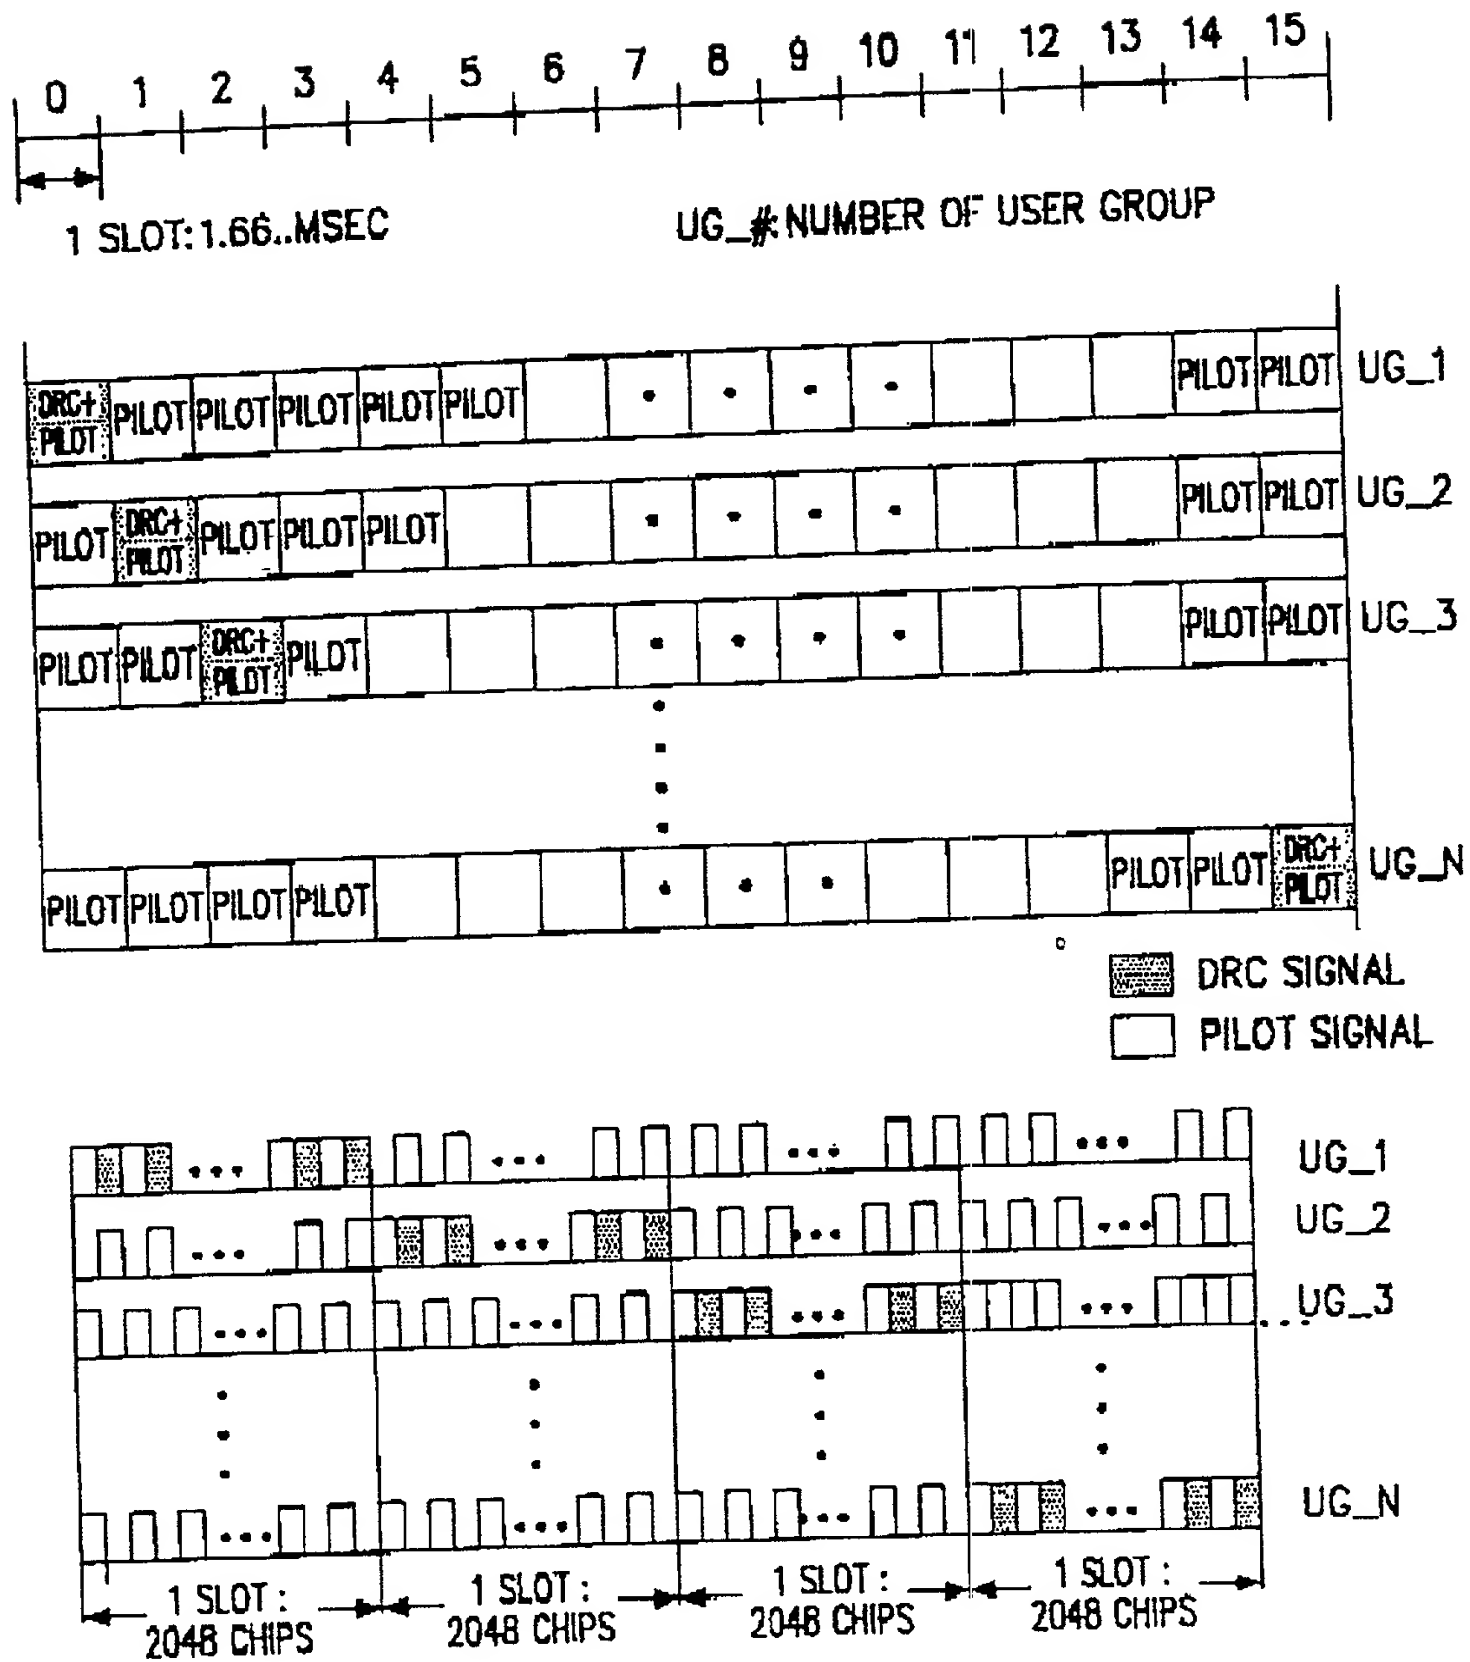 0 1 2 3 4 5 6 7 8 9 10 11 12 13 14 15
1 SLOT: 1.66..MSEC
UG_#: NUMBER OF USER GROUP
DRC+ PILOT PILOT PILOT PILOT PILOT PILOT PILOT UG_1
PILOT
PILOT DRC+ PILOT PILOT PILOT PILOT PILOT UG_2
PILOT
PILOT PILOT DRC+ PILOT PILOT PILOT UG_3
PILOT
PILOT PILOT PILOT PILOT PILOT PILOT DRC+ UG_N
PILOT
DRC SIGNAL
PILOT SIGNAL
UG_1
UG_2
UG_3
UG_N
1 SLOT : 1 SLOT : 1 SLOT : 1 SLOT :
2048 CHIPS 2048 CHIPS 2048 CHIPS 2048 CHIPS